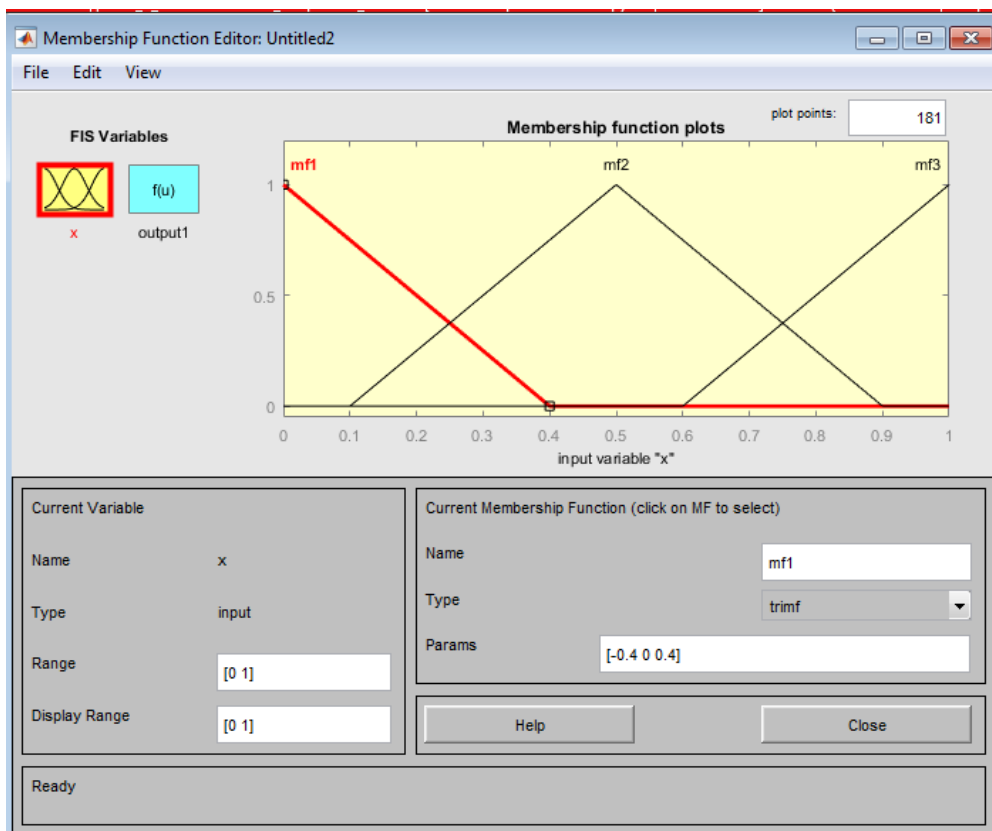 Membership Function Editor: Untitled2
File Edit View
FIS Variables
f(u)
x
output1
plot points:
181
Membership function plots
mf1
mf2
mf3
1
0.5
0
0 0.1 0.2 0.3 0.4 0.5 0.6 0.7 0.8 0.9 1
input variable "x"
Current Variable
Name x
Type input
Range [0 1]
Display Range [0 1]
Current Membership Function (click on MF to select)
Name mf1
Type trimf
Params [-0.4 0 0.4]
Help
Close
Ready